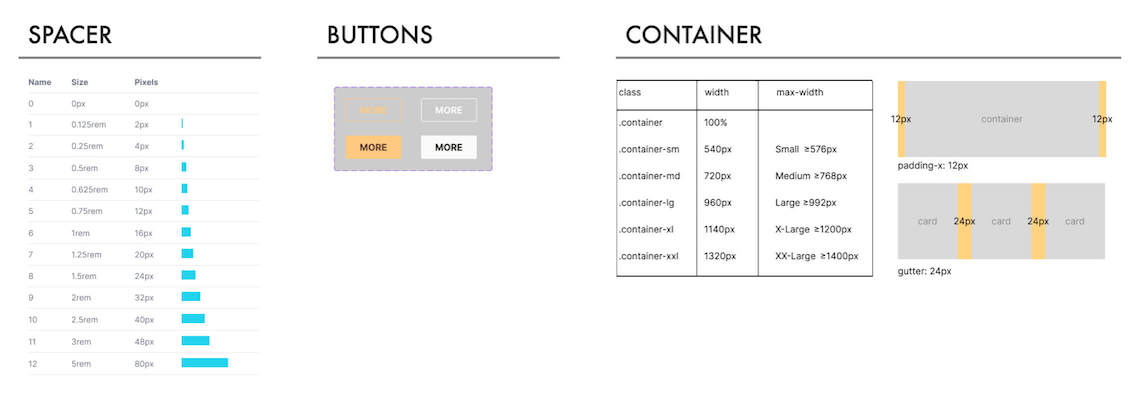 SPACER
Name Size Pixels
0 0px 0px
1 0.125rem 2px
2 0.25rem 4px
3 0.5rem 8px
4 0.625rem 10px
5 0.75rem 12px
6 1rem 16px
7 1.25rem 20px
8 1.5rem 24px
9 2rem 32px
10 2.5rem 40px
11 3rem 48px
12 5rem 80px
BUTTONS
MORE MORE
MORE MORE
CONTAINER
class width max-width
.container 100%
.container-sm 540px Small ≥576px
.container-md 720px Medium ≥768px
.container-lg 960px Large ≥992px
.container-xl 1140px X-Large ≥1200px
.container-xxl 1320px XX-Large ≥1400px
12px container 12px
padding-x: 12px
card 24px card 24px card
gutter: 24px